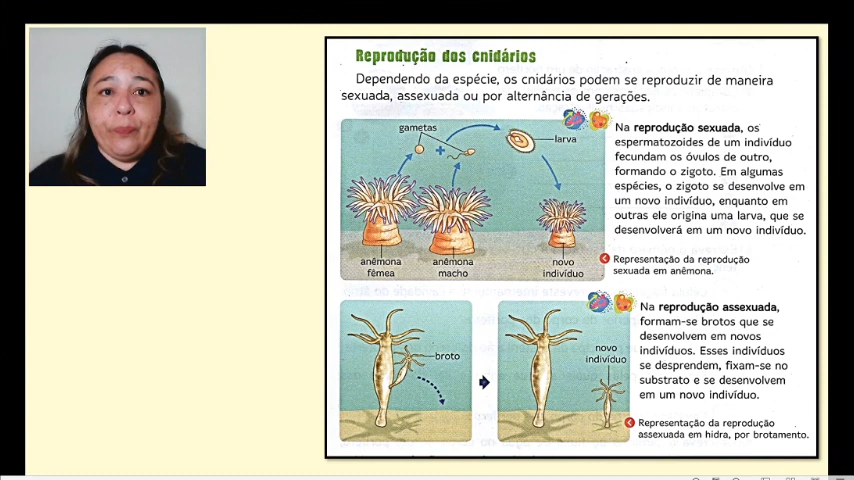 Reprodução dos cnidários
Dependendo da espécie, os cnidários podem se reproduzir de maneira
sexuada, assexuada ou por alternância de gerações.
gametas
larva
anêmona
fêmea
anêmona
macho
novo
indivíduo
Na reprodução sexuada, os
espermatozoides de um indivíduo
fecundam os óvulos de outro,
formando o zigoto. Em algumas
espécies, o zigoto se desenvolve em
um novo indivíduo, enquanto em
outras ele origina uma larva, que se
desenvolverá em um novo indivíduo.
Representação da reprodução
sexuada em anêmona.
broto
novo
indivíduo
Na reprodução assexuada,
formam-se brotos que se
desenvolvem em novos
indivíduos. Esses indivíduos
se desprendem, fixam-se no
substrato e se desenvolvem
em um novo indivíduo.
Representação da reprodução
assexuada em hidra, por brotamento.